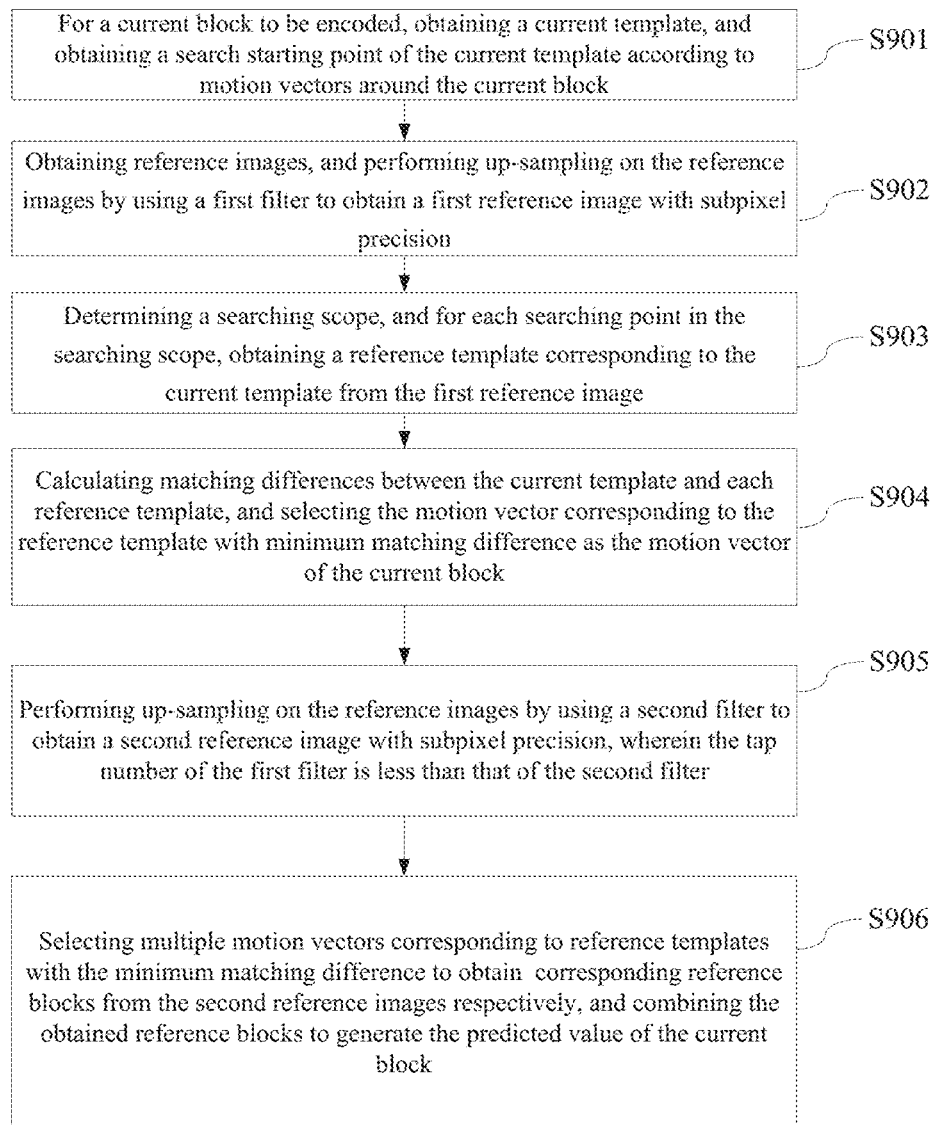 For a current block to be encoded, obtaining a current template, and
obtaining a search starting point of the current template according to
motion vectors around the current block
S901
Obtaining reference images, and performing up-sampling on the reference
images by using a first filter to obtain a first reference image with subpixel
precision
S902
Determining a searching scope, and for each searching point in the
searching scope, obtaining a reference template corresponding to the
current template from the first reference image
S903
Calculating matching differences between the current template and each
reference template, and selecting the motion vector corresponding to the
reference template with minimum matching difference as the motion vector
of the current block
S904
Performing up-sampling on the reference images by using a second filter to
obtain a second reference image with subpixel precision, wherein the tap
number of the first filter is less than that of the second filter
S905
Selecting multiple motion vectors corresponding to reference templates
with the minimum matching difference to obtain corresponding reference
blocks from the second reference images respectively, and combining the
obtained reference blocks to generate the predicted value of the current
block
S906